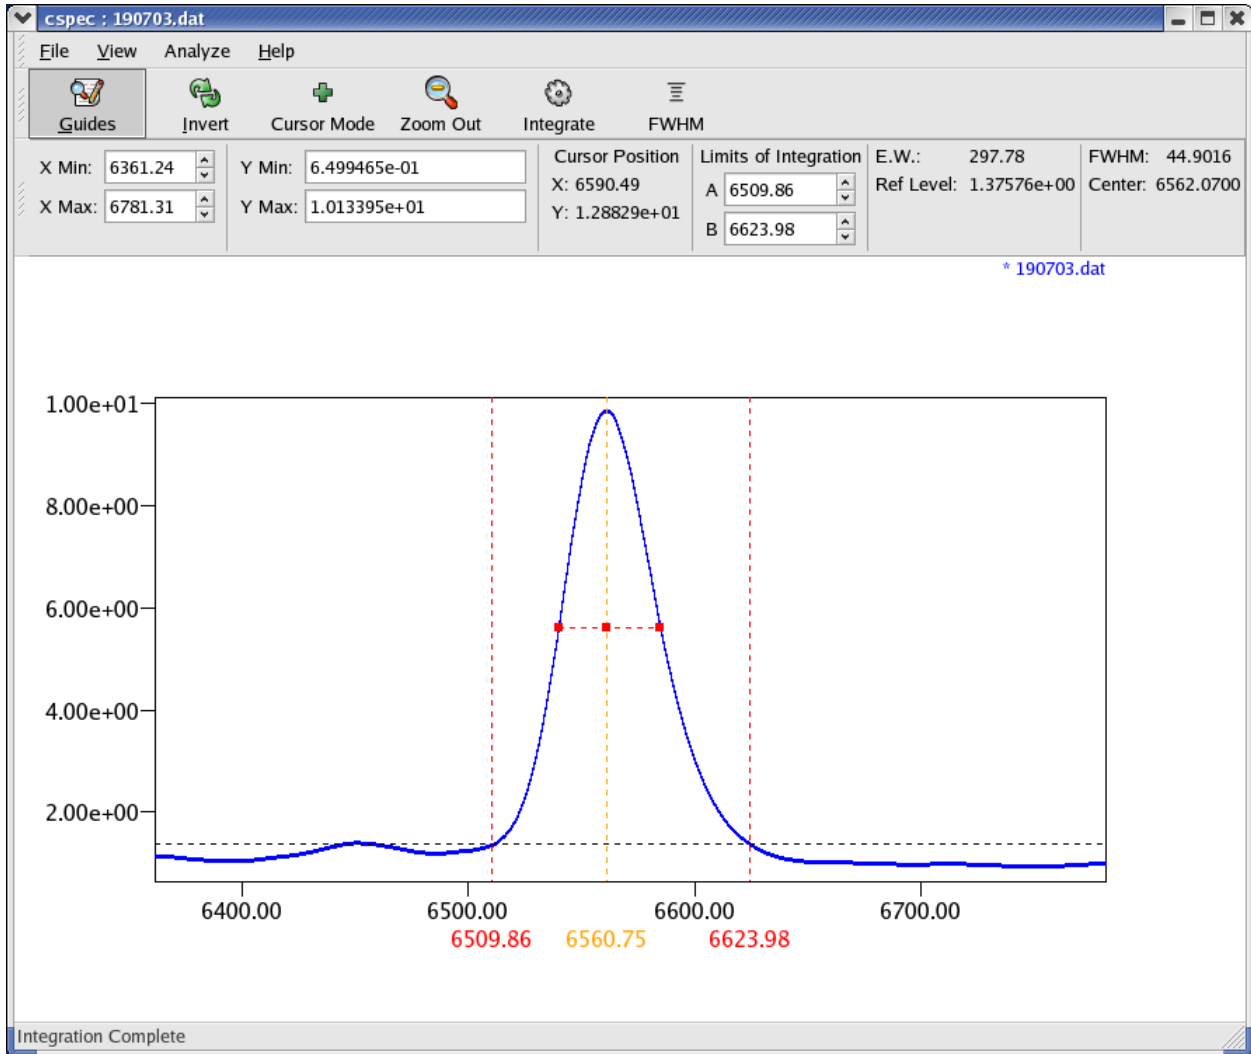 cspec : 190703.dat
File View Analyze Help
Guides Invert Cursor Mode Zoom Out Integrate FWHM
X Min: 6361.24
X Max: 6781.31
Y Min: 6.499465e-01
Y Max: 1.013395e+01
Cursor Position
X: 6590.49
Y: 1.28829e+01
Limits of Integration
A 6509.86
B 6623.98
E.W.: 297.78
Ref Level: 1.37576e+00
FWHM: 44.9016
Center: 6562.0700
* 190703.dat
1.00e+01
8.00e+00
6.00e+00
4.00e+00
2.00e+00
6400.00 6500.00 6600.00 6700.00
6509.86 6560.75 6623.98
Integration Complete